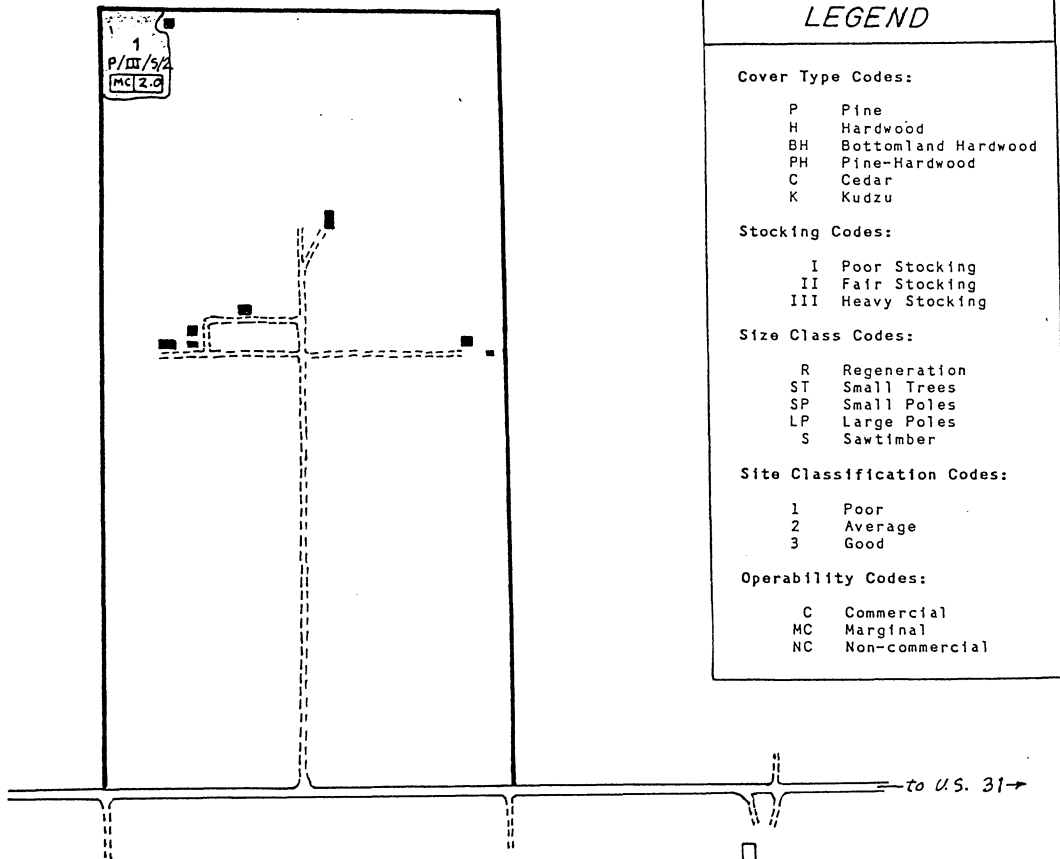 1
P/III/S/2
MC 2.0
LEGEND
Cover Type Codes:
P Pine
H Hardwood
BH Bottomland Hardwood
PH Pine-Hardwood
C Cedar
K Kudzu
Stocking Codes:
I Poor Stocking
II Fair Stocking
III Heavy Stocking
Size Class Codes:
R Regeneration
ST Small Trees
SP Small Poles
LP Large Poles
S Sawtimber
Site Classification Codes:
1 Poor
2 Average
3 Good
Operability Codes:
C Commercial
MC Marginal
NC Non-commercial
to U.S. 31→